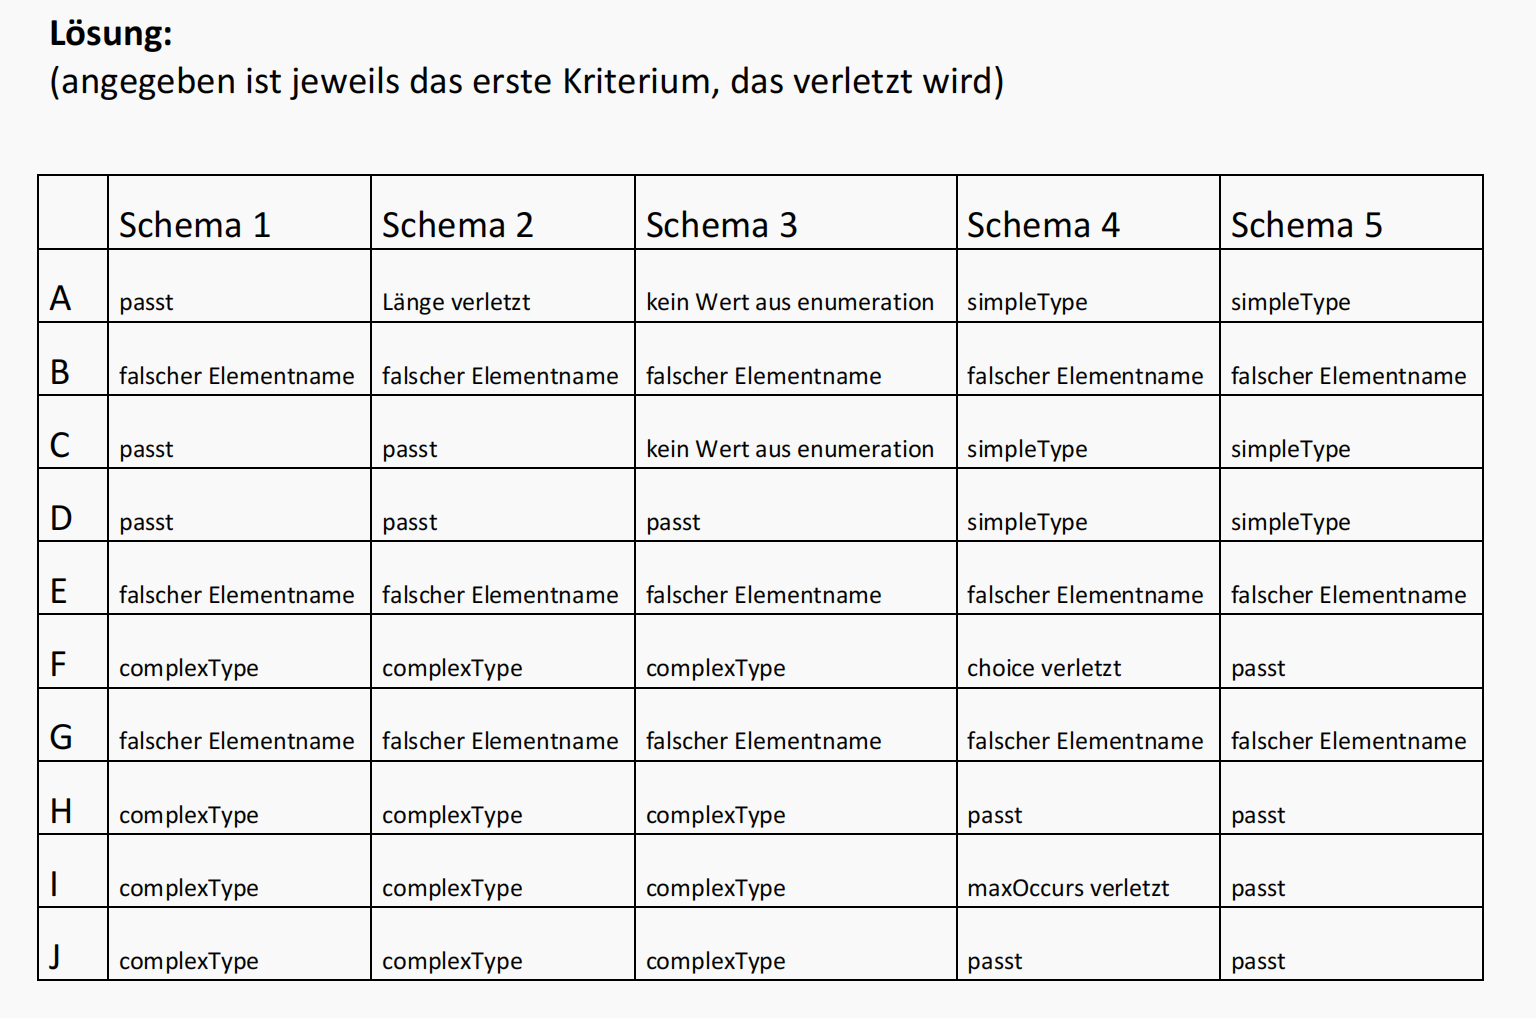 Lösung:
(angegeben ist jeweils das erste Kriterium, das verletzt wird)
Schema 1 Schema 2 Schema 3 Schema 4 Schema 5
A passt Länge verletzt kein Wert aus enumeration simpleType simpleType
B falscher Elementname falscher Elementname falscher Elementname falscher Elementname falscher Elementname
C passt passt kein Wert aus enumeration simpleType simpleType
D passt passt passt simpleType simpleType
E falscher Elementname falscher Elementname falscher Elementname falscher Elementname falscher Elementname
F complexType complexType complexType choice verletzt passt
G falscher Elementname falscher Elementname falscher Elementname falscher Elementname falscher Elementname
H complexType complexType complexType passt passt
I complexType complexType complexType maxOccurs verletzt passt
J complexType complexType complexType passt passt